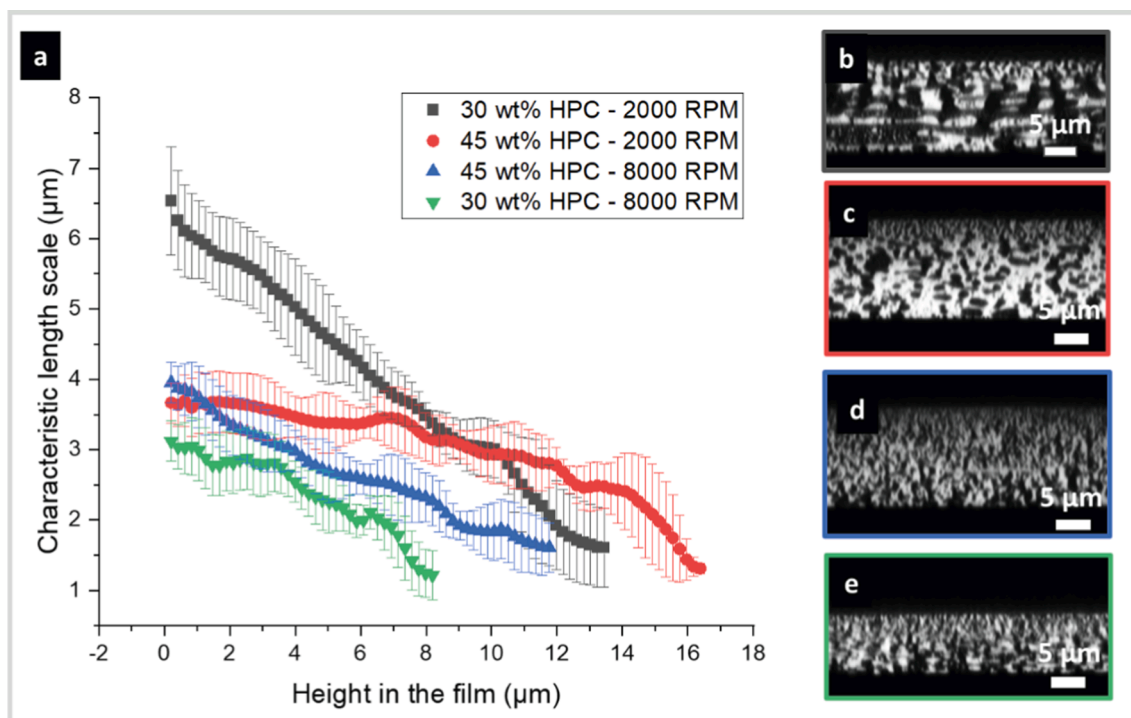 a
8
7
6
5
4
3
2
1
Characteristic length scale (µm)
30 wt% HPC - 2000 RPM
45 wt% HPC - 2000 RPM
45 wt% HPC - 8000 RPM
30 wt% HPC - 8000 RPM
-2 0 2 4 6 8 10 12 14 16 18
Height in the film (µm)
b
5 µm
c
5 µm
d
5 µm
e
5 µm